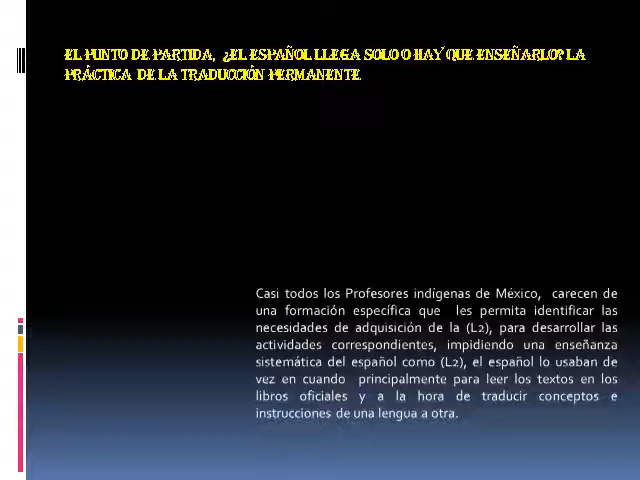 EL PUNTO DE PARTIDA, ¿EL ESPAÑOL LLEGA SOLO O HAY QUE ENSEÑARLO? LA
PRÁCTICA DE LA TRADUCCIÓN PERMANENTE
Casi todos los Profesores indígenas de México, carecen de
una formación específica que les permita identificar las
necesidades de adquisición de la (L2), para desarrollar las
actividades correspondientes, impidiendo una enseñanza
sistemática del español como (L2), el español lo usaban de
vez en cuando principalmente para leer los textos en los
libros oficiales y a la hora de traducir conceptos e
instrucciones de una lengua a otra.